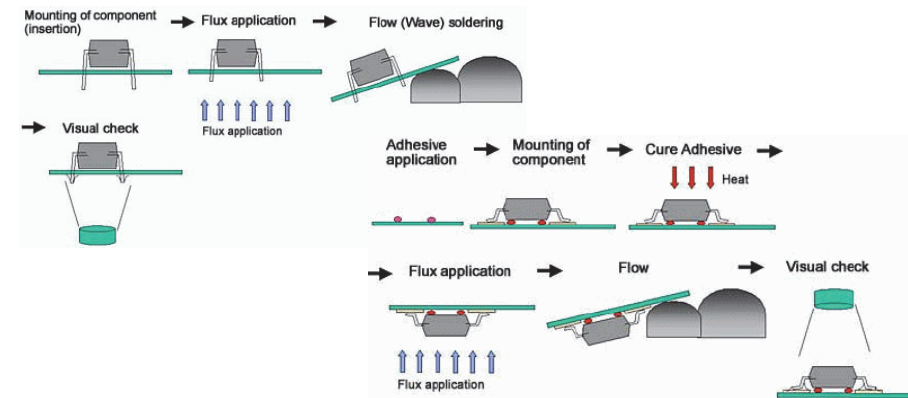 Mounting of component
(insertion)
Flux application
Flow (Wave) soldering
Flux application
Visual check
Adhesive
application
Mounting of
component
Cure Adhesive
Heat
Flux application
Flow
Visual check
Flux application